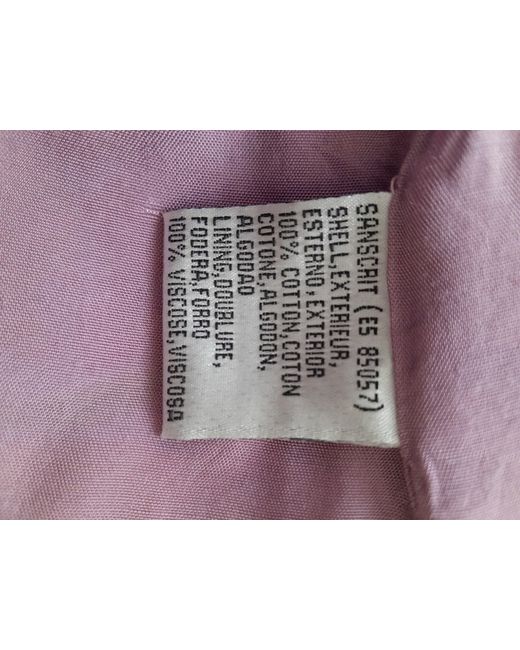 SANSCRIT (E5 85057)
SHELL,EXTERIEUR,
ESTERNO,EXTERIOR
100% COTTON,COTON
COTONE,ALGODON,
ALGODAO
LINING,DOUBLURE,
FODERA,FORRO
100% VISCOSE,VISCOSA